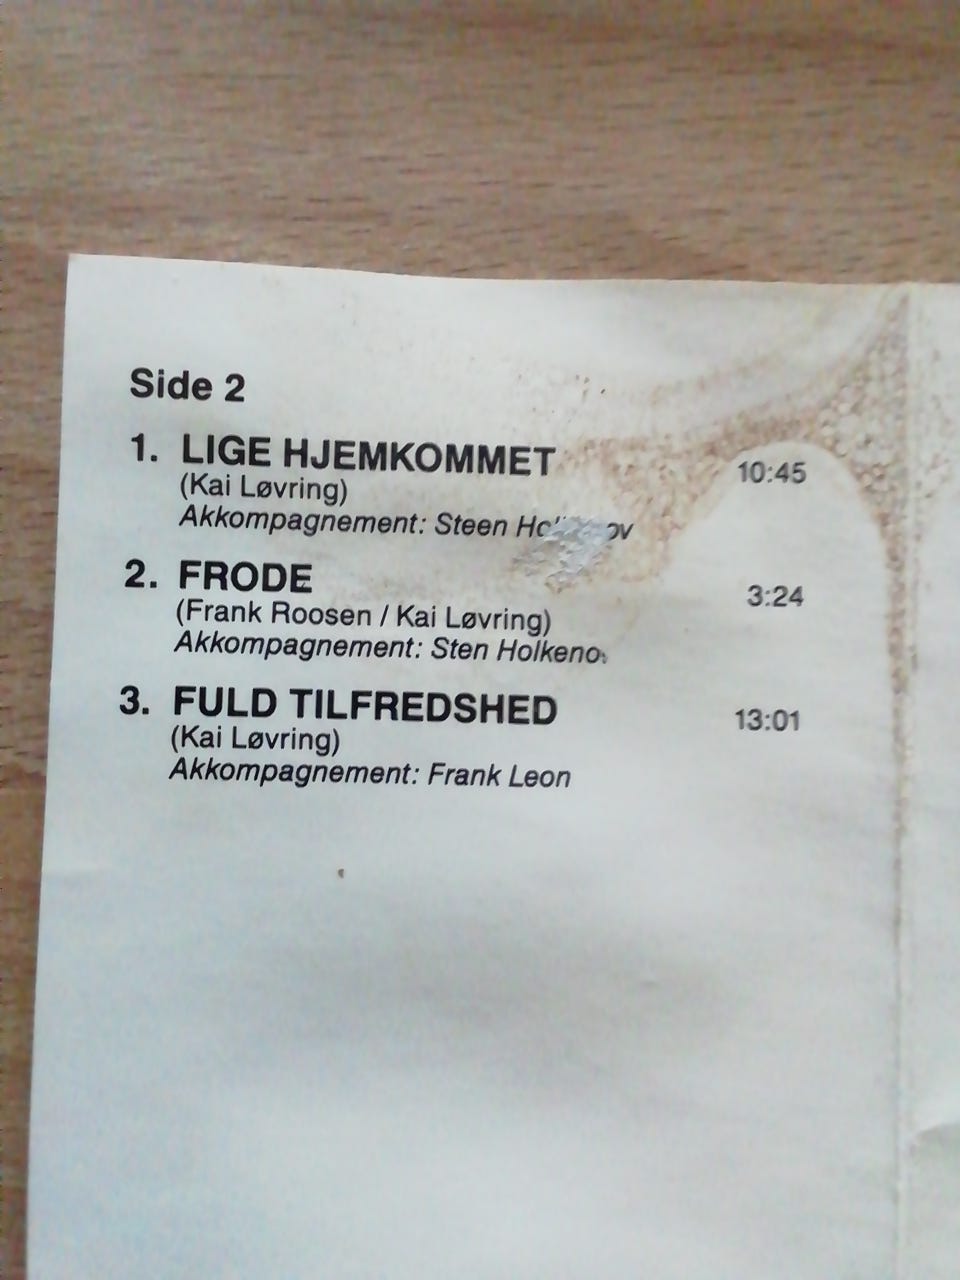 Side 2
1. LIGE HJEMKOMMET 10:45
(Kai Løvring)
Akkompagnement: Steen
2. FRODE 3:24
(Frank Roosen / Kai Løvring)
Akkompagnement: Sten
3. FULD TILFREDSHED 13:01
(Kai Løvring)
Akkompagnement: Frank Leon